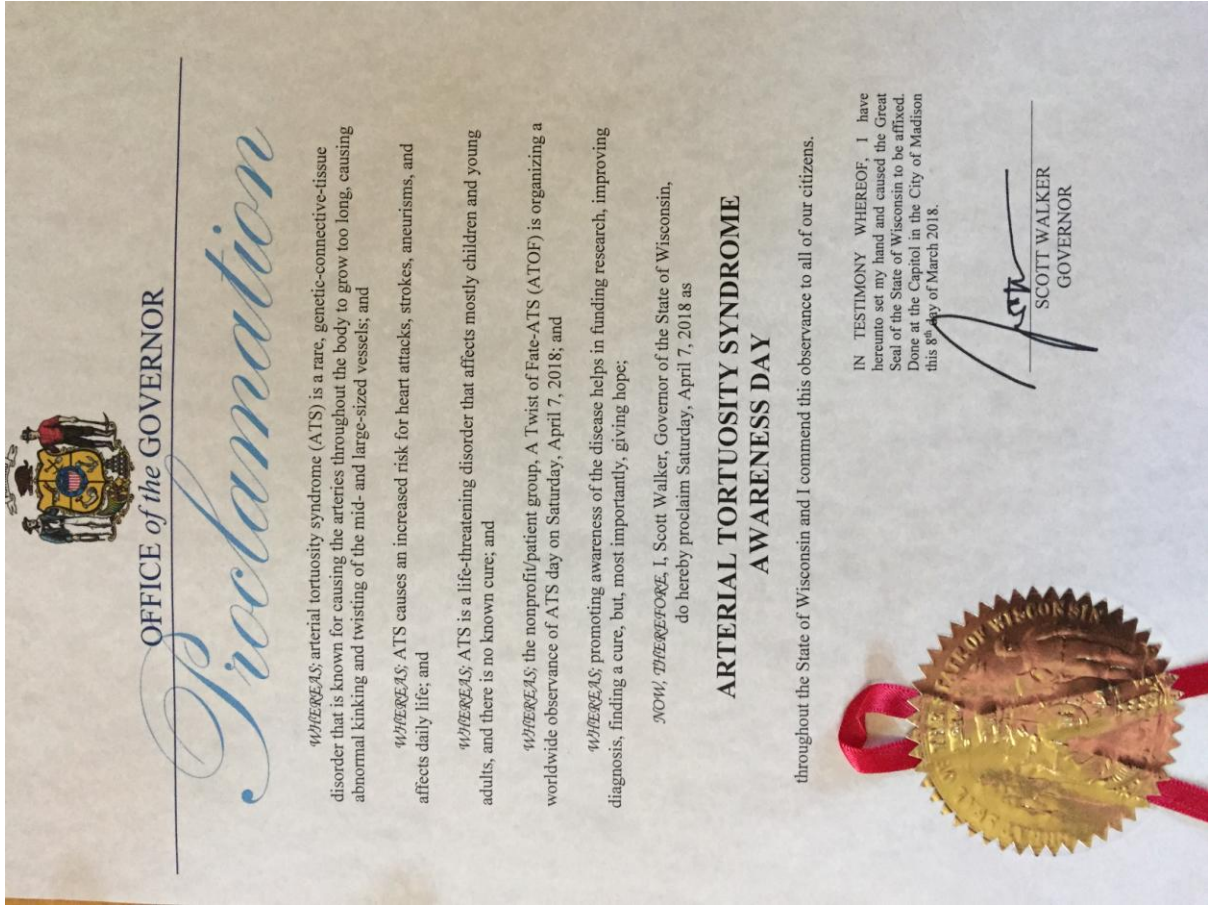 OFFICE of the GOVERNOR
Proclamation
WHEREAS; arterial tortuosity syndrome (ATS) is a rare, genetic-connective-tissue
disorder that is known for causing the arteries throughout the body to grow too long, causing
abnormal kinking and twisting of the mid- and large-sized vessels; and
WHEREAS; ATS causes an increased risk for heart attacks, strokes, aneurisms, and
affects daily life; and
WHEREAS; ATS is a life-threatening disorder that affects mostly children and young
adults, and there is no known cure; and
WHEREAS; the nonprofit/patient group, A Twist of Fate-ATS (ATOF) is organizing a
worldwide observance of ATS day on Saturday, April 7, 2018; and
WHEREAS; promoting awareness of the disease helps in funding research, improving
diagnosis, finding a cure, but, most importantly, giving hope;
NOW, THEREFORE, I, Scott Walker, Governor of the State of Wisconsin,
do hereby proclaim Saturday, April 7, 2018 as
ARTERIAL TORTUOSITY SYNDROME
AWARENESS DAY
throughout the State of Wisconsin and I commend this observance to all of our citizens.
IN TESTIMONY WHEREOF, I have
hereunto set my hand and caused the Great
Seal of the State of Wisconsin to be affixed.
Done at the Capitol in the City of Madison
this 8th day of March 2018.
SCOTT WALKER
GOVERNOR
OF WISCONSIN